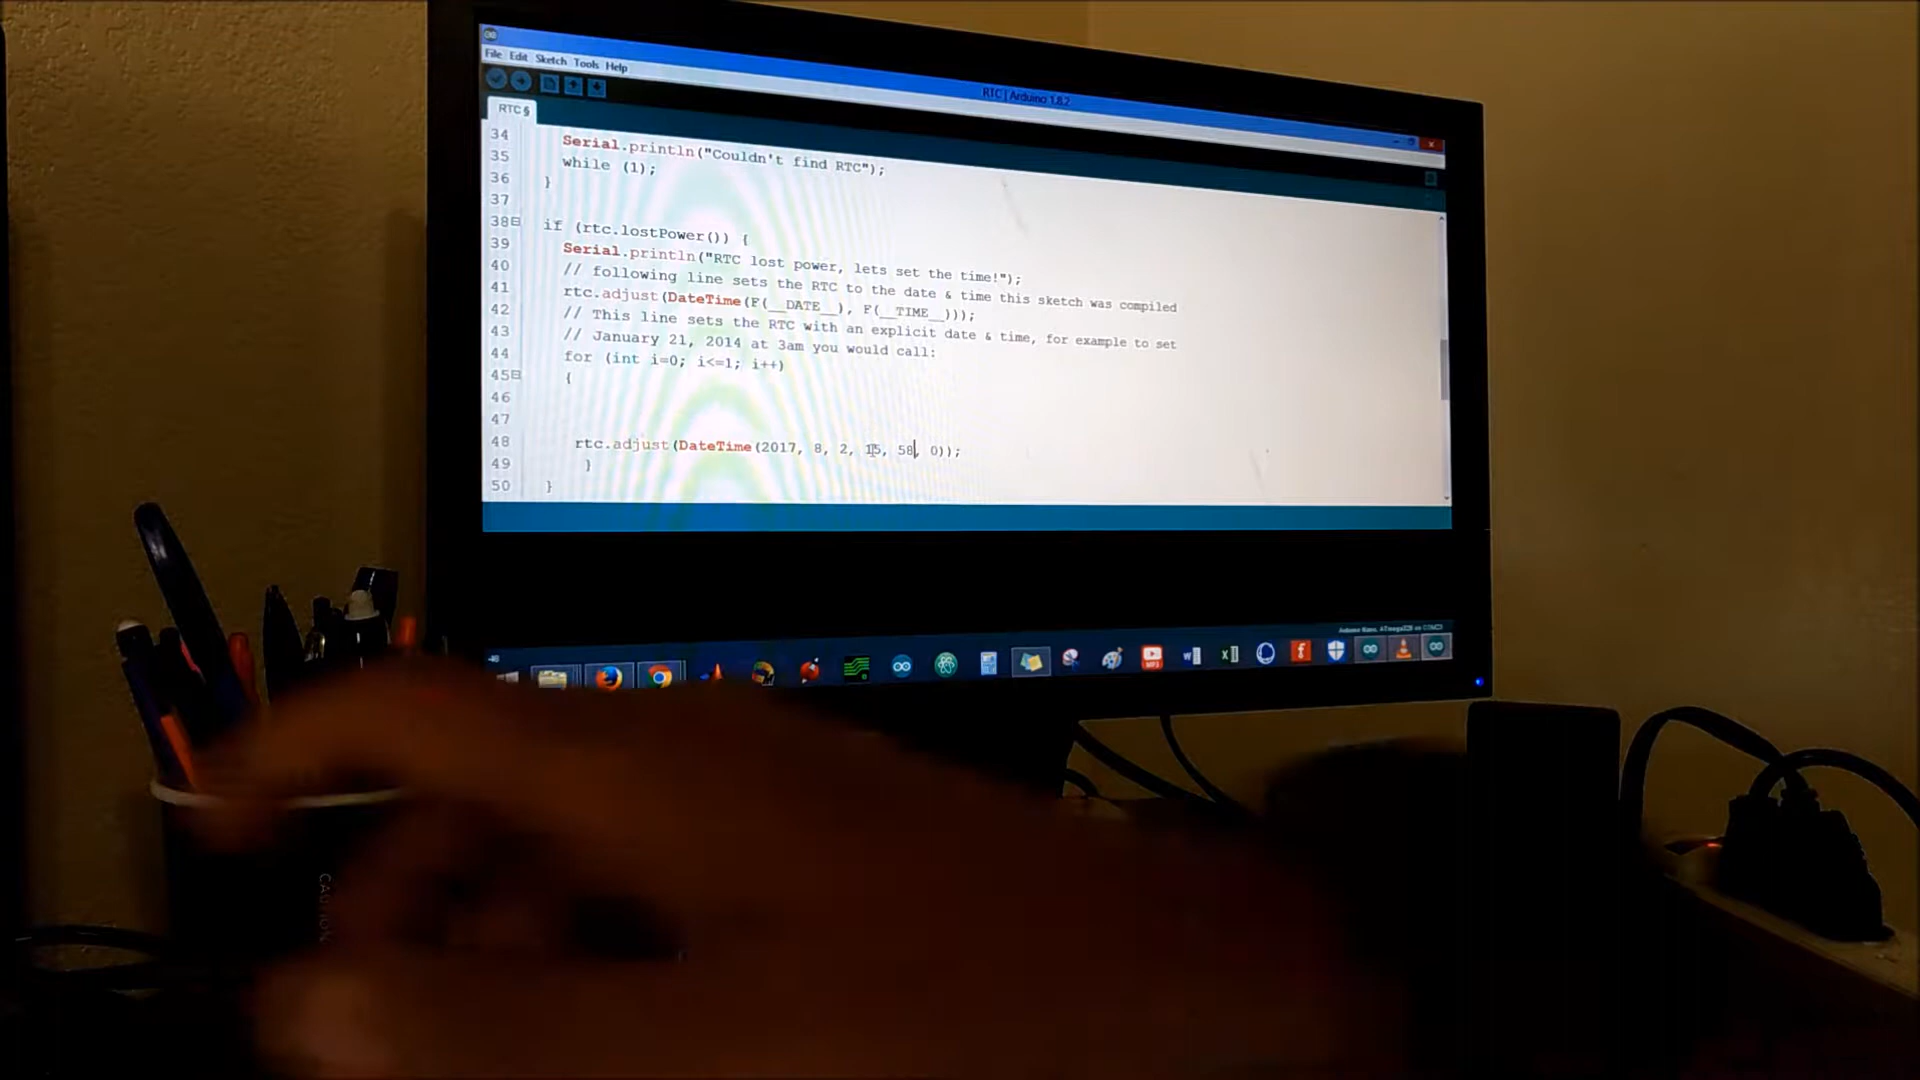 File Edit Sketch Tools Help
RTC | Arduino 1.8.2
RTC §
34 Serial.println("Couldn't find RTC");
35 while (1);
36 }
37
38 if (rtc.lostPower()) {
39 Serial.println("RTC lost power, lets set the time!");
40 // following line sets the RTC to the date & time this sketch was compiled
41 rtc.adjust(DateTime(F(__DATE__), F(__TIME__)));
42 // This line sets the RTC with an explicit date & time, for example to set
43 // January 21, 2014 at 3am you would call:
44 for (int i=0; i<=1; i++)
45 {
46
47
48 rtc.adjust(DateTime(2017, 8, 2, 15, 58, 0));
49 }
50 }
48